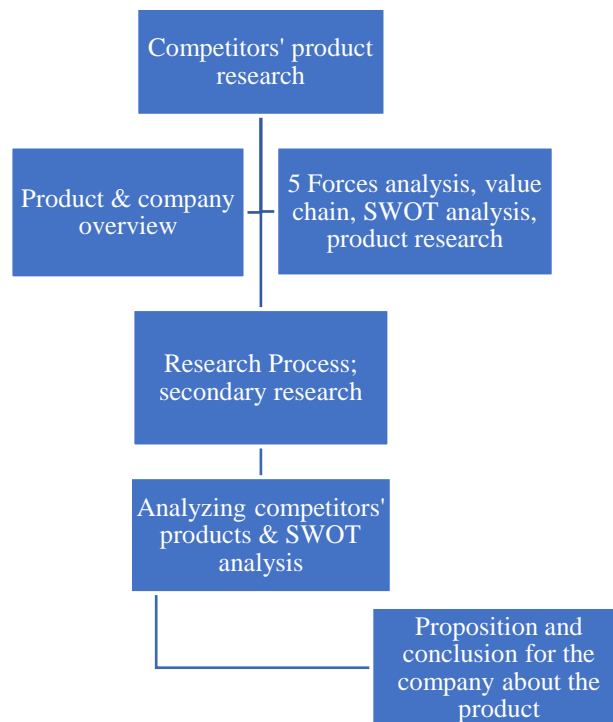 Competitors' product
research
Product & company
overview
5 Forces analysis, value
chain, SWOT analysis,
product research
Research Process;
secondary research
Analyzing competitors'
products & SWOT
analysis
Proposition and
conclusion for the
company about the
product